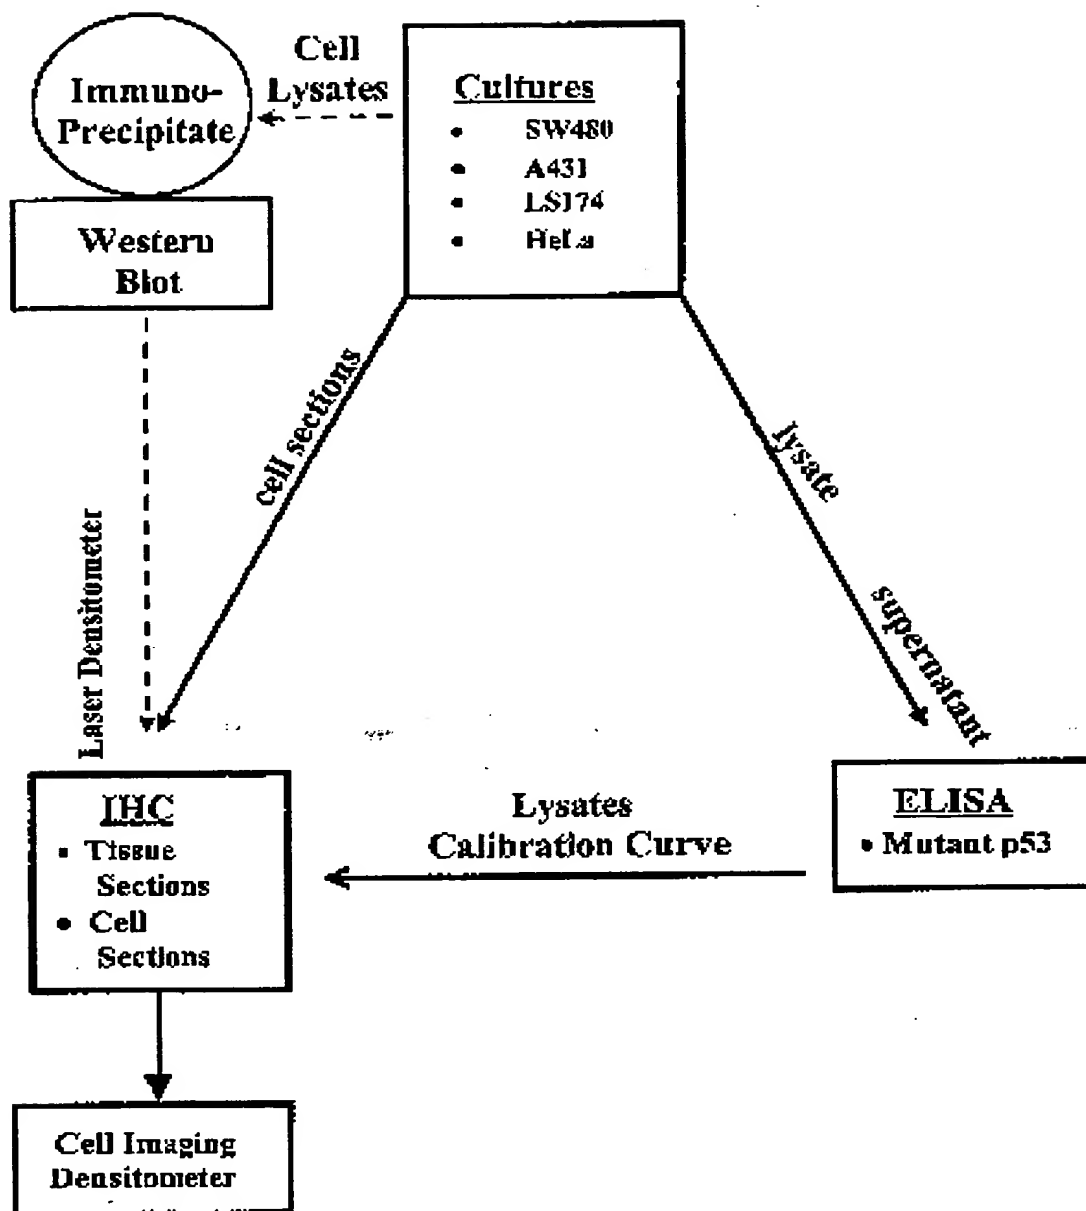 Cell
Lysates
Immuno-
Precipitate
Cultures
• SW480
• A431
• LS174
• HeLa
Western
Blot
cell sections
lysate
supernatant
Laser Densitometer
IHC
• Tissue
Sections
• Cell
Sections
Lysates
Calibration Curve
ELISA
• Mutant p53
Cell Imaging
Densitometer